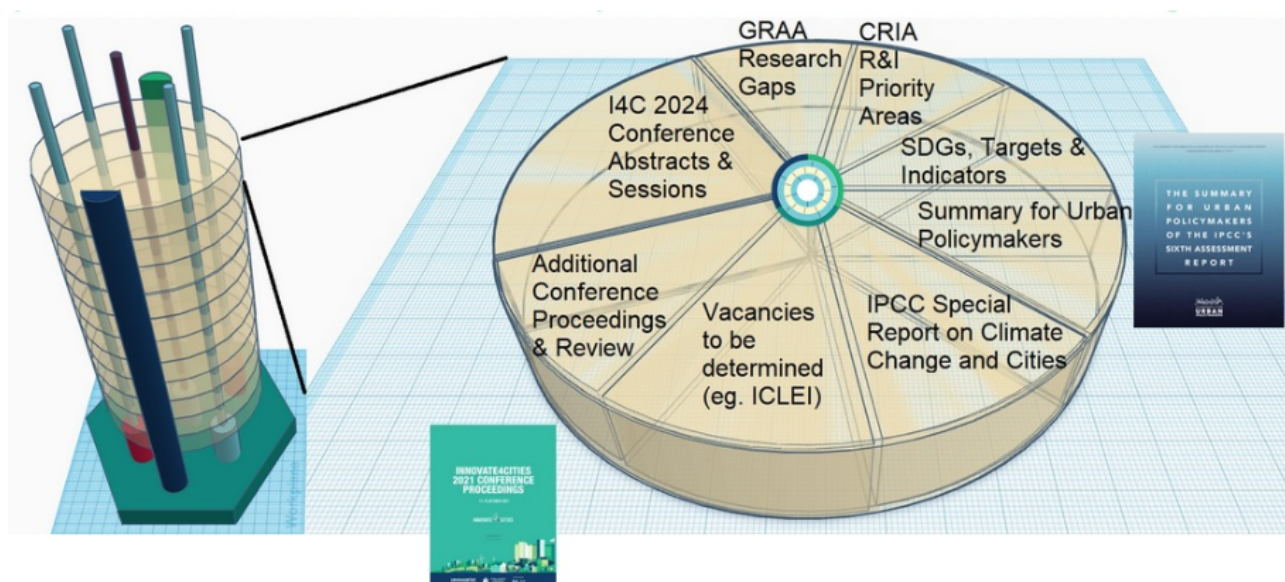 GRAA
Research
Gaps
CRIA
R&I
Priority
Areas
I4C 2024
Conference
Abstracts &
Sessions
SDGs, Targets &
Indicators
Summary for Urban
Policymakers
Additional
Conference
Proceedings
& Review
Vacancies
to be
determined
(eg. ICLEI)
IPCC Special
Report on Climate
Change and Cities
THE SUMMARY
FOR URBAN
POLICYMAKERS
OF THE IPCC'S
SIXTH ASSESSMENT
REPORT
URBAN
INNOVATE4CITIES
2021 CONFERENCE
PROCEEDINGS
Workplane